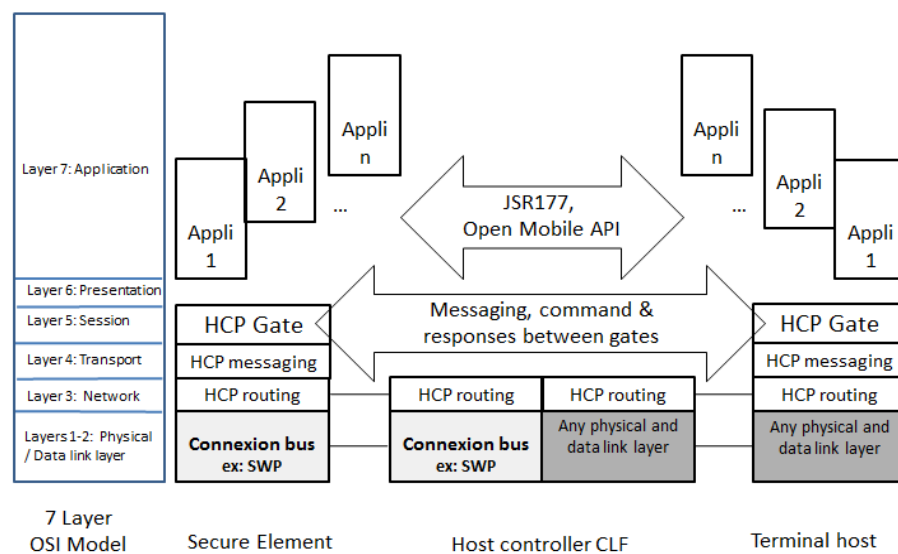 Layer 7: Application
Layer 6: Presentation
Layer 5: Session
Layer 4: Transport
Layer 3: Network
Layers 1-2: Physical
/ Data link layer
7 Layer
OSI Model
Appli
1
Appli
2
...
Appli
n
HCP Gate
HCP messaging
HCP routing
Connexion bus
ex: SWP
Secure Element
JSR177,
Open Mobile API
Messaging, command &
responses between gates
HCP routing
HCP routing
Connexion bus
ex: SWP
Any physical and
data link layer
Host controller CLF
Appli
n
...
Appli
2
Appli
1
HCP Gate
HCP messaging
HCP routing
Any physical and
data link layer
Terminal host